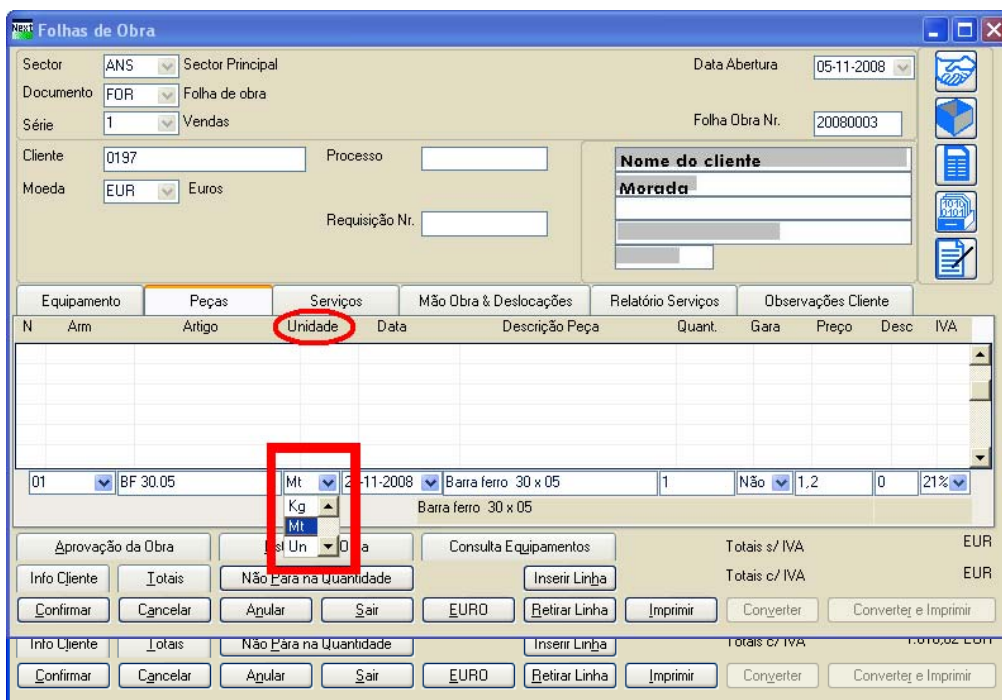 Next Folhas de Obra
Sector ANS Sector Principal Data Abertura 05-11-2008
Documento FOR Folha de obra
Série 1 Vendas Folha Obra Nr. 20080003
Cliente 0197 Processo Nome do cliente
Moeda EUR Euros Morada
Requisição Nr.
Equipamento Peças Serviços Mão Obra & Deslocações Relatório Serviços Observações Cliente
N Arm Artigo Unidade Data Descrição Peça Quant. Gara Preço Desc IVA
01 BF 30.05 Mt -11-2008 Barra ferro 30 x 05 1 Não 1,2 0 21%
Kg Barra ferro 30 x 05
Mt
Un
Aprovação da Obra Consulta Equipamentos Totais s/ IVA EUR
Info Cliente Totais Não Pára na Quantidade Inserir Linha Totais c/ IVA EUR
Confirmar Cancelar Anular Sair EURO Retirar Linha Imprimir Converter Converter e Imprimir
Info Cliente Totais Não Pára na Quantidade Inserir Linha Totais c/ IVA
Confirmar Cancelar Anular Sair EURO Retirar Linha Imprimir Converter Converter e Imprimir